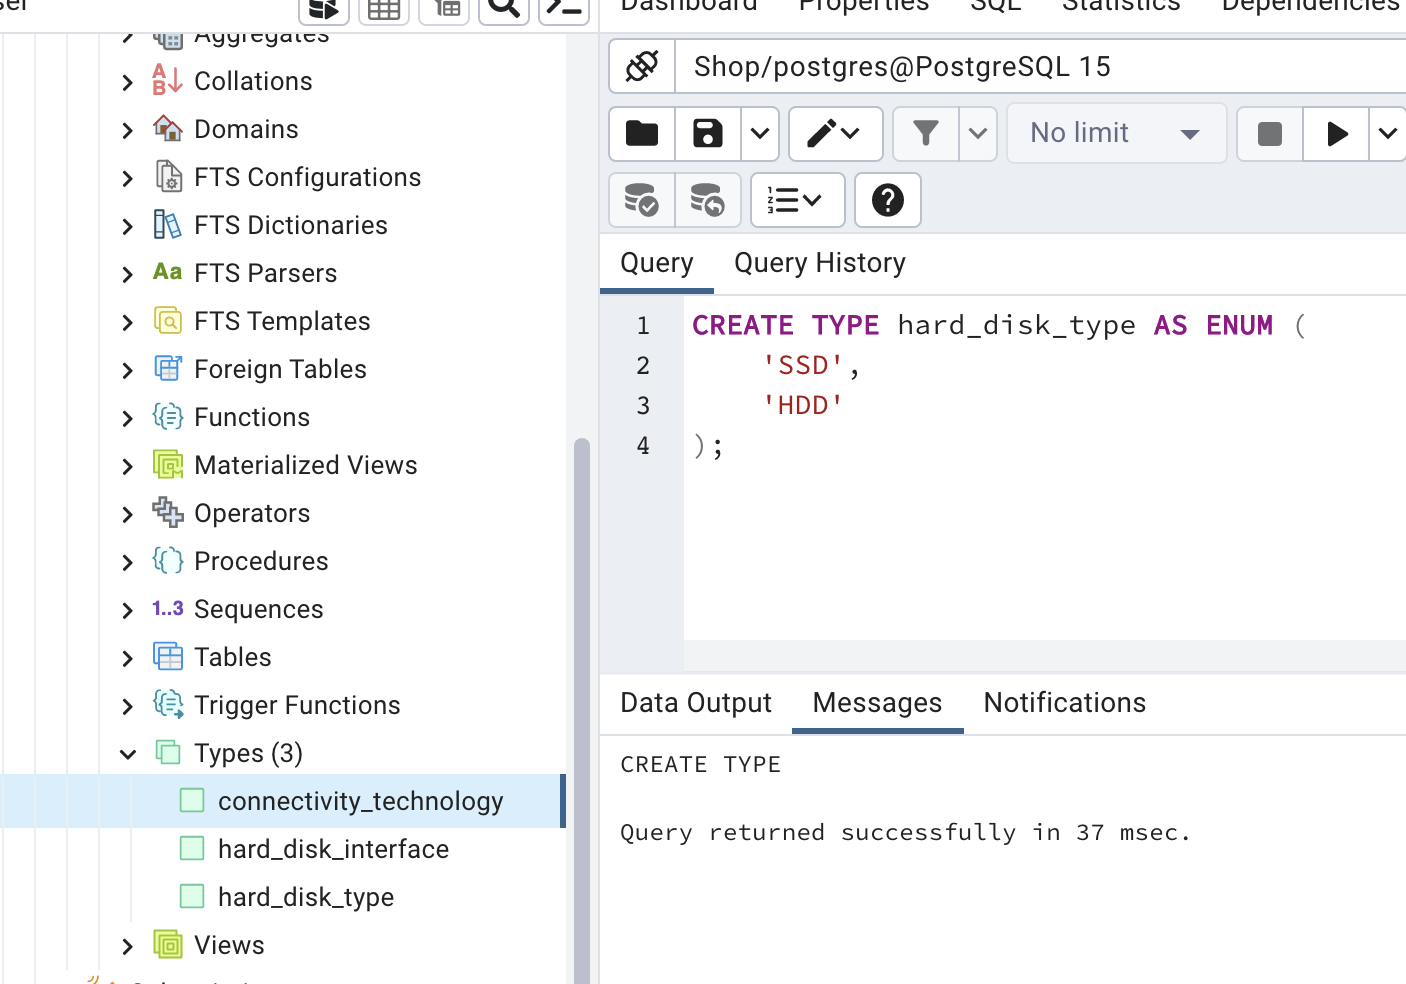 Dashboard Properties SQL Statistics Dependencies
Aggregates
Collations
Domains
FTS Configurations
FTS Dictionaries
Aa FTS Parsers
FTS Templates
Foreign Tables
Functions
Materialized Views
Operators
Procedures
1..3 Sequences
Tables
Trigger Functions
Types (3)
connectivity_technology
hard_disk_interface
hard_disk_type
Views
Shop/postgres@PostgreSQL 15
No limit
Query Query History
1 CREATE TYPE hard_disk_type AS ENUM (
2 'SSD',
3 'HDD'
4 );
Data Output Messages Notifications
CREATE TYPE
Query returned successfully in 37 msec.